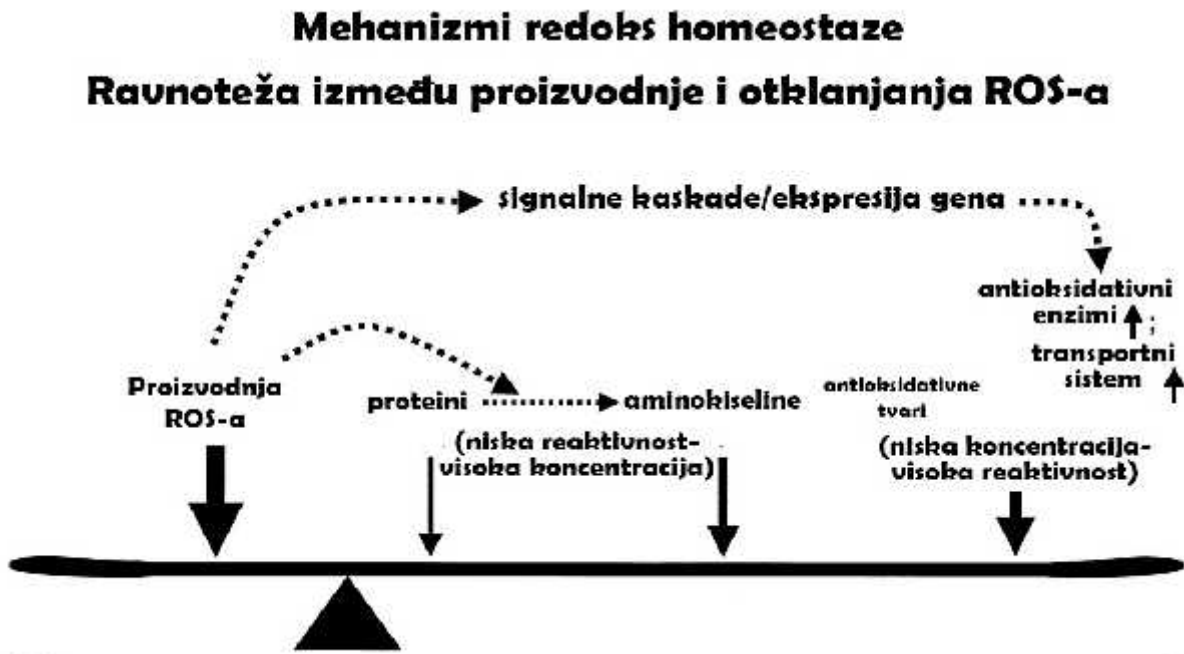 Mehanizmi redoks homeostaze
Ravnoteža između proizvodnje i otklanjanja ROS-a
signalne kaskade/ekspresija gena
antioksidativni
enzimi ;
transportni
sistem
Proizvodnja
ROS-a
proteini
aminokiseline
(niska reaktivnost-
visoka koncentracija)
antioksidativne
tvari
(niska koncentracija-
visoka reaktivnost)